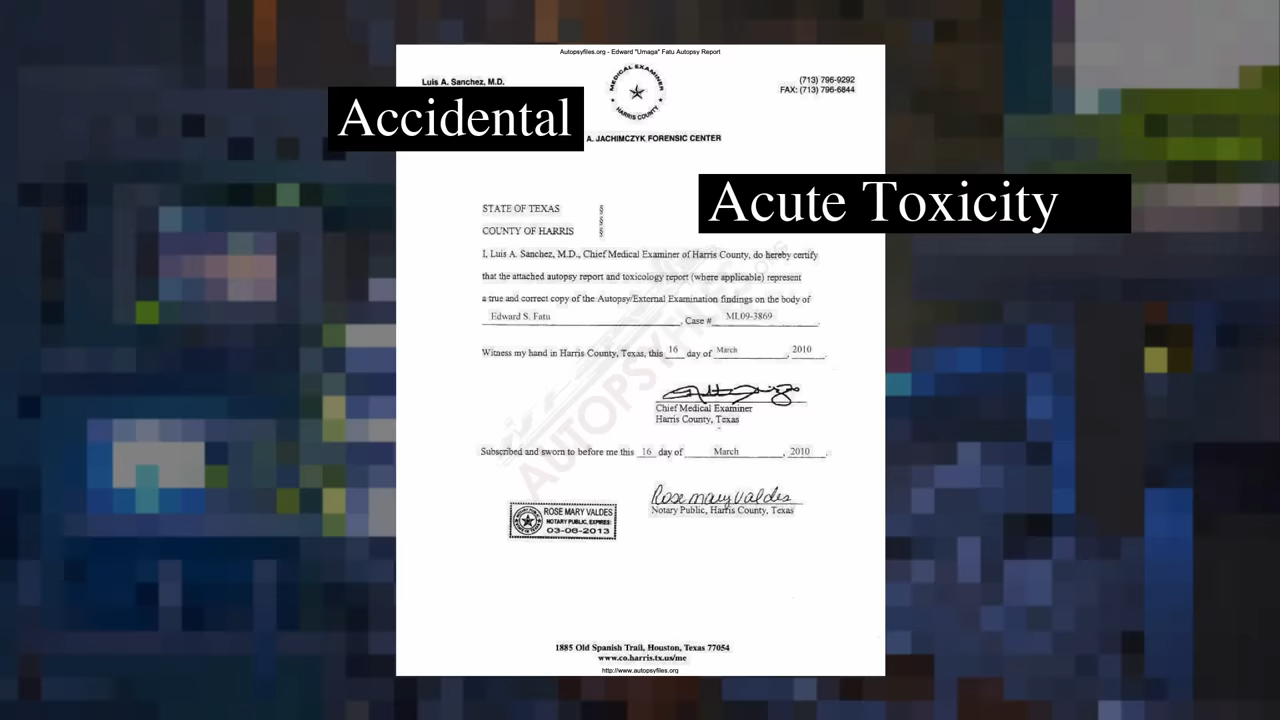 Autopsyfiles.org - Edward "Umaga" Fatu Autopsy Report
Luis A. Sanchez, M.D.
MEDICAL EXAMINER
HARRIS COUNTY
(713) 796-9292
FAX: (713) 796-6844
Accidental
A. JACHIMCZYK FORENSIC CENTER
Acute Toxicity
STATE OF TEXAS
COUNTY OF HARRIS
§
§
§
I, Luis A. Sanchez, M.D., Chief Medical Examiner of Harris County, do hereby certify
that the attached autopsy report and toxicology report (where applicable) represent
a true and correct copy of the Autopsy/External Examination findings on the body of
Edward S. Fatu, Case # ML09-3869.
Witness my hand in Harris County, Texas, this 16 day of March, 2010.
Chief Medical Examiner
Harris County, Texas
Subscribed and sworn to before me this 16 day of March, 2010.
Rose mary Valdes
Notary Public, Harris County, Texas
ROSE MARY VALDES
NOTARY PUBLIC, EXPIRES:
03-06-2013
1885 Old Spanish Trail, Houston, Texas 77054
www.co.harris.tx.us/me
http://www.autopsyfiles.org